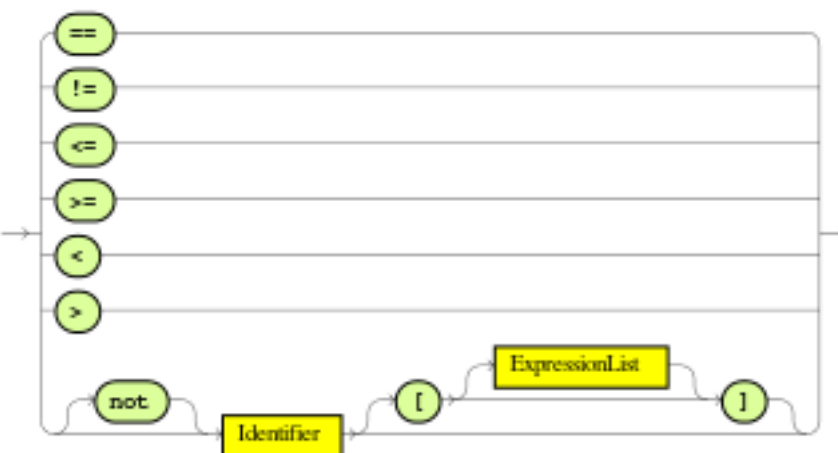 ==
!=
<=
>=
<
>
ExpressionList
not [ ]
Identifier